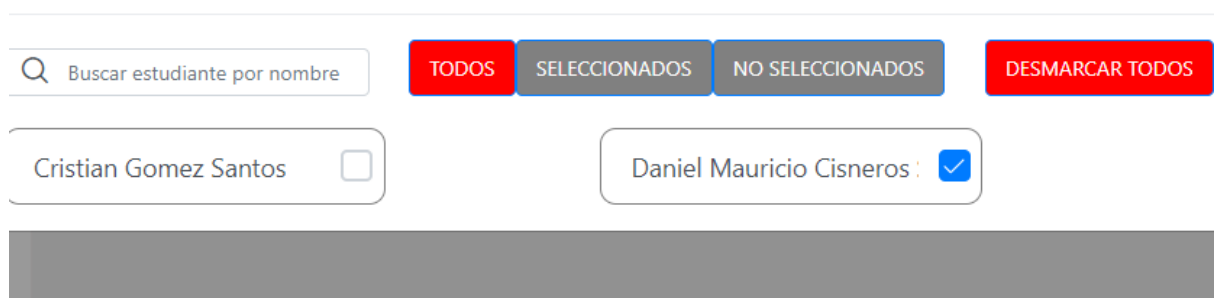 Buscar estudiante por nombre
TODOS SELECCIONADOS NO SELECCIONADOS DESMARCAR TODOS
Cristian Gomez Santos
Daniel Mauricio Cisneros